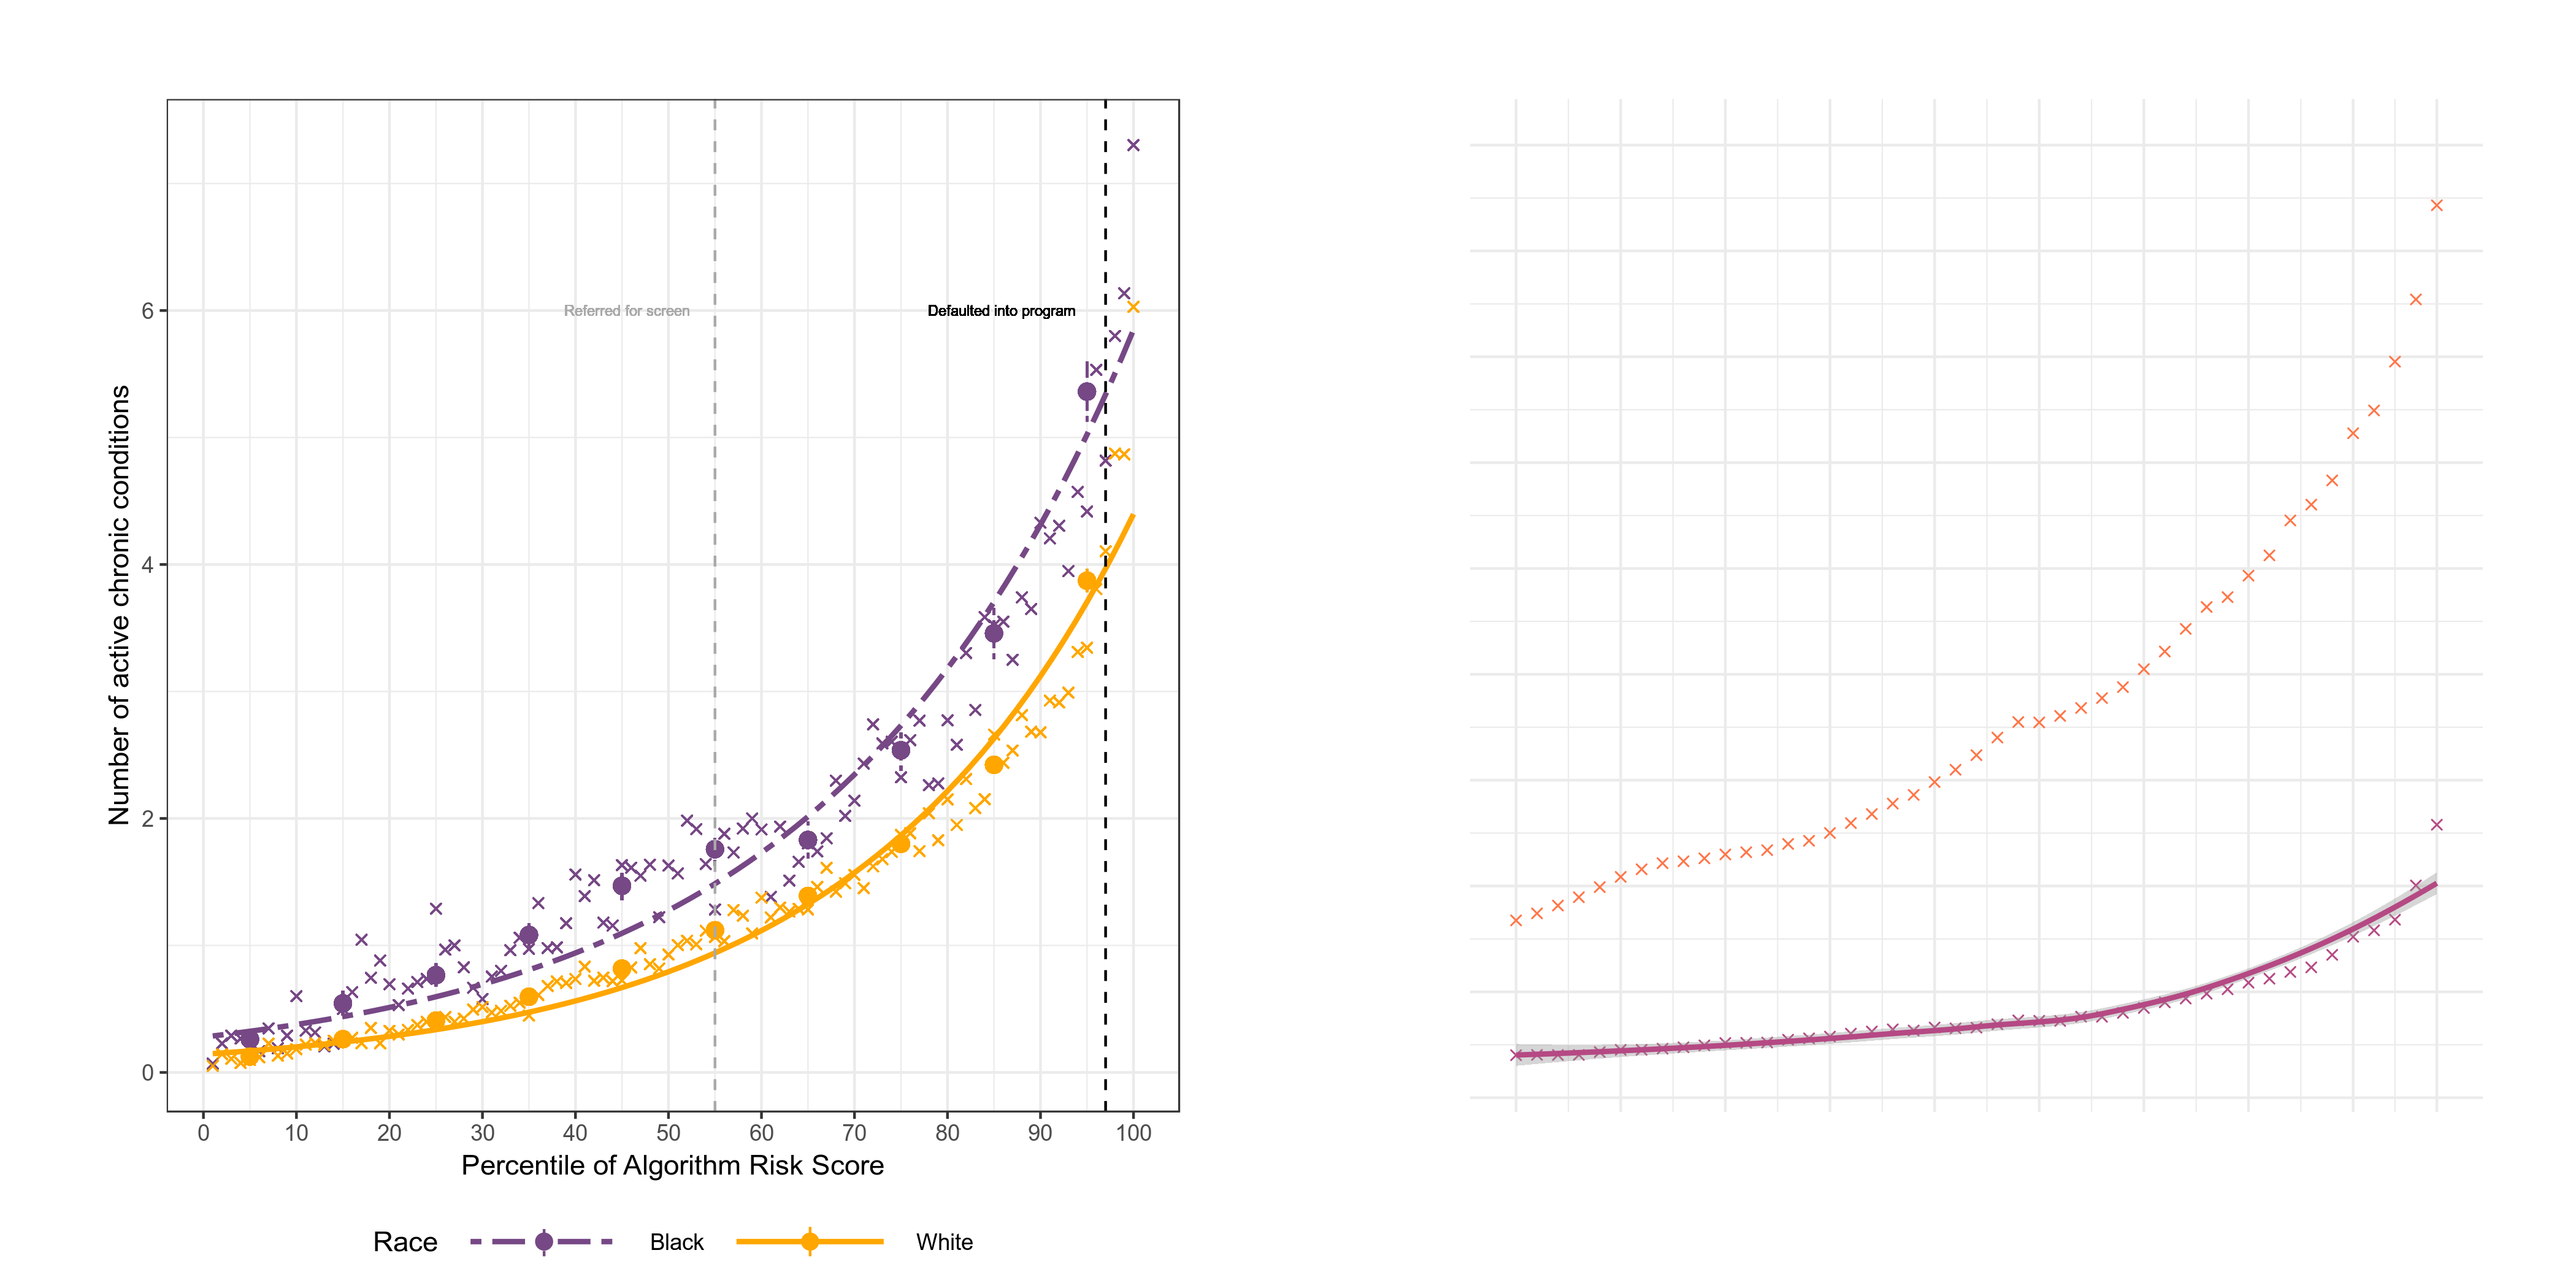 Referred for screen
Defaulted into program
6
4
2
0
Number of active chronic conditions
0 10 20 30 40 50 60 70 80 90 100
Percentile of Algorithm Risk Score
Race Black White